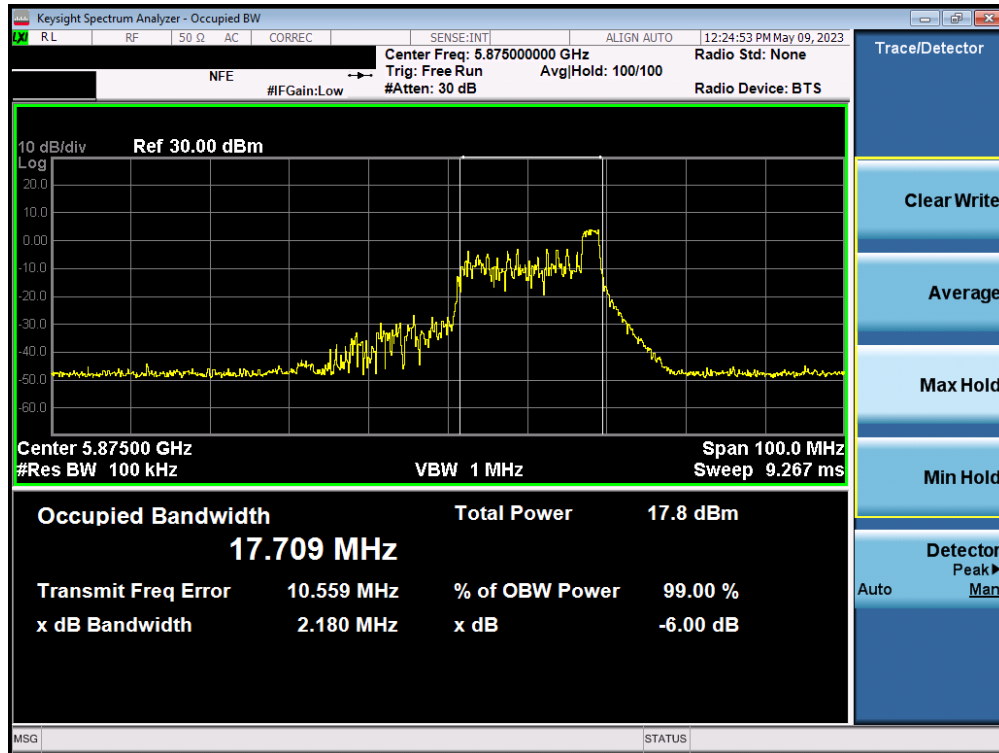 Keysight Spectrum Analyzer - Occupied BW
LXI RL RF 50 Ω AC CORREC SENSE:INT ALIGN AUTO 12:24:53 PM May 09, 2023
Center Freq: 5.875000000 GHz Radio Std: None
NFE Trig: Free Run Avg|Hold: 100/100
#IFGain:Low #Atten: 30 dB Radio Device: BTS
10 dB/div Ref 30.00 dBm
Log
20.0
10.0
0.00
-10.0
-20.0
-30.0
-40.0
-50.0
-60.0
Center 5.87500 GHz Span 100.0 MHz
#Res BW 100 kHz VBW 1 MHz Sweep 9.267 ms
Occupied Bandwidth Total Power 17.8 dBm
17.709 MHz
Transmit Freq Error 10.559 MHz % of OBW Power 99.00 %
x dB Bandwidth 2.180 MHz x dB -6.00 dB
MSG STATUS
Trace/Detector
Clear Write
Average
Max Hold
Min Hold
Detector
Peak▶
Auto Man